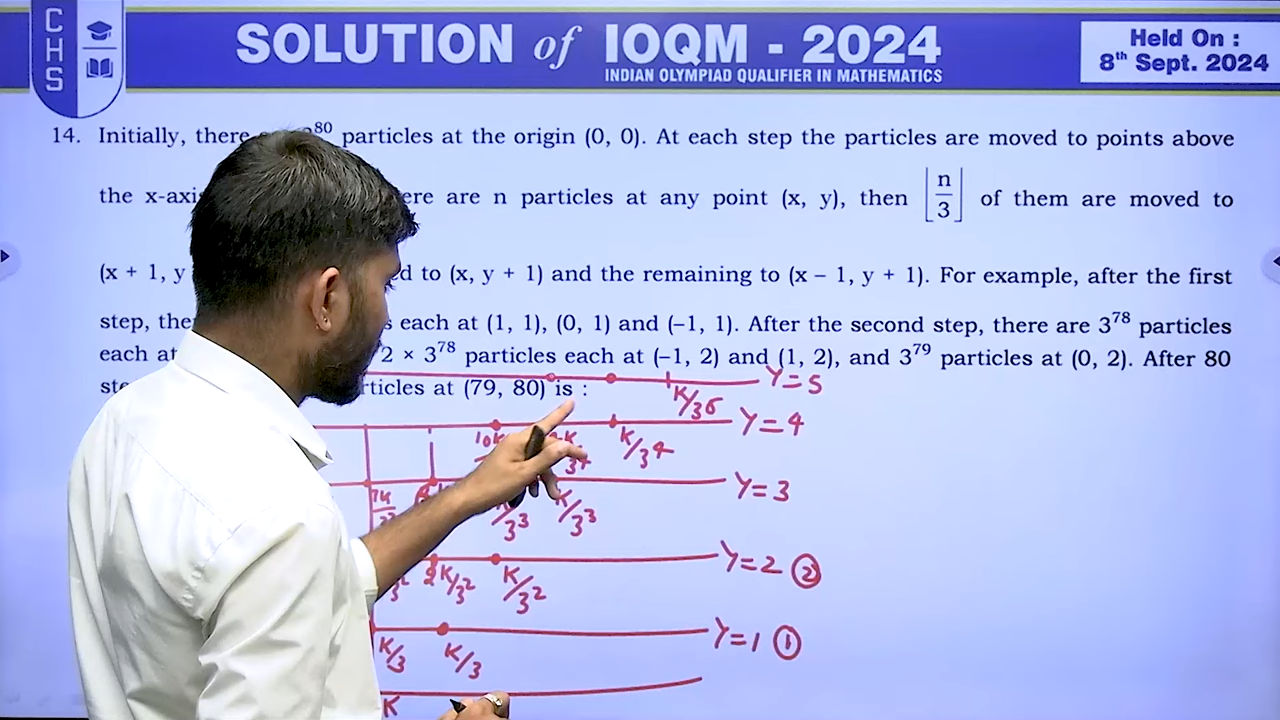 CHS
SOLUTION of IOQM - 2024
INDIAN OLYMPIAD QUALIFIER IN MATHEMATICS
Held On :
8th Sept. 2024
14. Initially, there 80 particles at the origin (0, 0). At each step the particles are moved to points above
the x-axi ere are n particles at any point (x, y), then ⌊n/3⌋ of them are moved to
(x + 1, y d to (x, y + 1) and the remaining to (x – 1, y + 1). For example, after the first
step, the s each at (1, 1), (0, 1) and (–1, 1). After the second step, there are 3^78 particles
each at 2 × 3^78 particles each at (–1, 2) and (1, 2), and 3^79 particles at (0, 2). After 80
ste rticles at (79, 80) is :
Y=5
K/35
Y=4
10K K/3^4
Y=3
K/3^3 K/3^3
Y=2 ②
2K/3^2 K/3^2
Y=1 ①
K/3 K/3
K